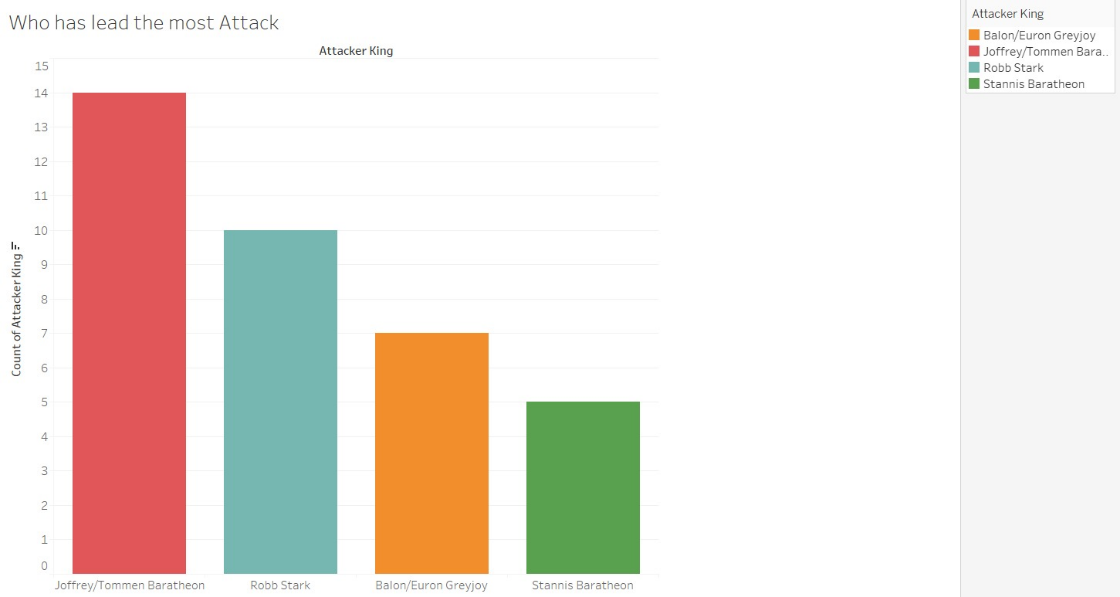 Who has lead the most Attack
Attacker King
15
14
13
12
11
10
9
8
7
6
5
4
3
2
1
0
Count of Attacker King
Joffrey/Tommen Baratheon
Robb Stark
Balon/Euron Greyjoy
Stannis Baratheon
Attacker King
Balon/Euron Greyjoy
Joffrey/Tommen Bara..
Robb Stark
Stannis Baratheon